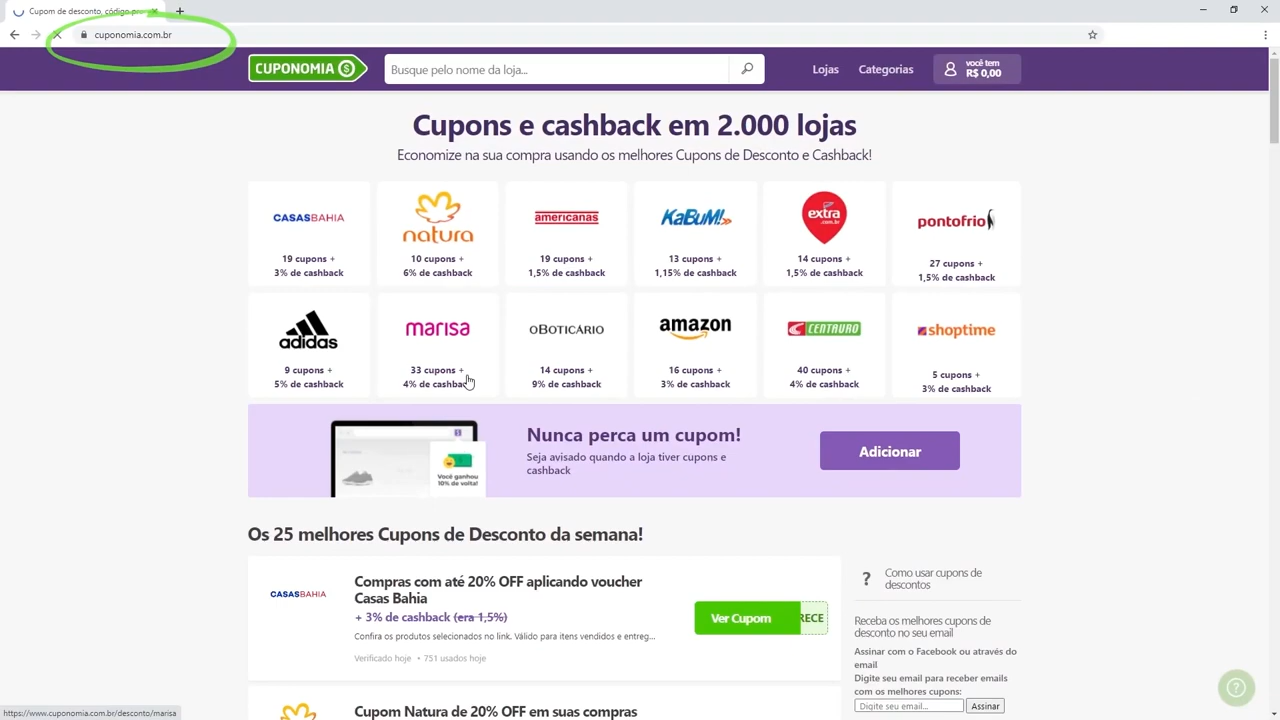 Cupom de desconto, código pr
cuponomia.com.br
CUPONOMIA $
Busque pelo nome da loja...
Lojas
Categorias
você tem
R$ 0,00
Cupons e cashback em 2.000 lojas
Economize na sua compra usando os melhores Cupons de Desconto e Cashback!
CASASBAHIA
19 cupons +
3% de cashback
natura
10 cupons +
6% de cashback
americanas
19 cupons +
1,5% de cashback
KaBuM!
13 cupons +
1,15% de cashback
extra
.com.br
14 cupons +
1,5% de cashback
pontofrio
27 cupons +
1,5% de cashback
adidas
9 cupons +
5% de cashback
marisa
33 cupons +
4% de cashback
oBOTICÁRIO
14 cupons +
9% de cashback
amazon
16 cupons +
3% de cashback
CENTAURO
40 cupons +
4% de cashback
shoptime
5 cupons +
3% de cashback
Você ganhou
10% de volta!
Nunca perca um cupom!
Seja avisado quando a loja tiver cupons e
cashback
Adicionar
Os 25 melhores Cupons de Desconto da semana!
CASASBAHIA
Compras com até 20% OFF aplicando voucher
Casas Bahia
+ 3% de cashback (era 1,5%)
Confira os produtos selecionados no link. Válido para itens vendidos e entreg...
Verificado hoje • 751 usados hoje
Ver Cupom
RECE
Cupom Natura de 20% OFF em suas compras
? Como usar cupons de
descontos
Receba os melhores cupons de
desconto no seu email
Assinar com o Facebook ou através do
email
Digite seu email para receber emails
com os melhores cupons:
Digite seu email...
Assinar
?
https://www.cuponomia.com.br/desconto/marisa